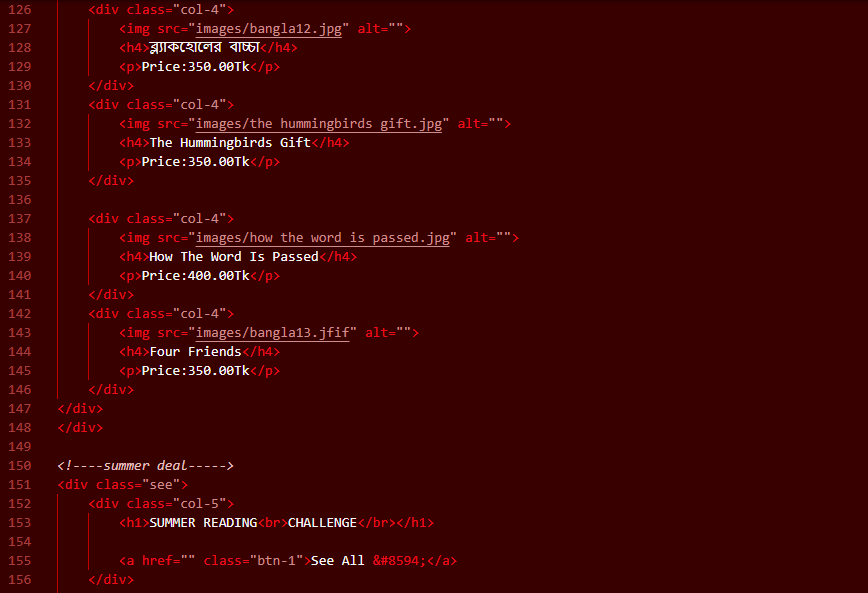 126 <div class="col-4">
127 <img src="images/bangla12.jpg" alt="">
128 <h4>ব্ল্যাকহোলের বাচ্চা</h4>
129 <p>Price:350.00Tk</p>
130 </div>
131 <div class="col-4">
132 <img src="images/the hummingbirds gift.jpg" alt="">
133 <h4>The Hummingbirds Gift</h4>
134 <p>Price:350.00Tk</p>
135 </div>
136
137 <div class="col-4">
138 <img src="images/how the word is passed.jpg" alt="">
139 <h4>How The Word Is Passed</h4>
140 <p>Price:400.00Tk</p>
141 </div>
142 <div class="col-4">
143 <img src="images/bangla13.jfif" alt="">
144 <h4>Four Friends</h4>
145 <p>Price:350.00Tk</p>
146 </div>
147 </div>
148 </div>
149
150 <!----summer deal----->
151 <div class="see">
152 <div class="col-5">
153 <h1>SUMMER READING<br>CHALLENGE</br></h1>
154
155 <a href="" class="btn-1">See All &#8594;</a>
156 </div>